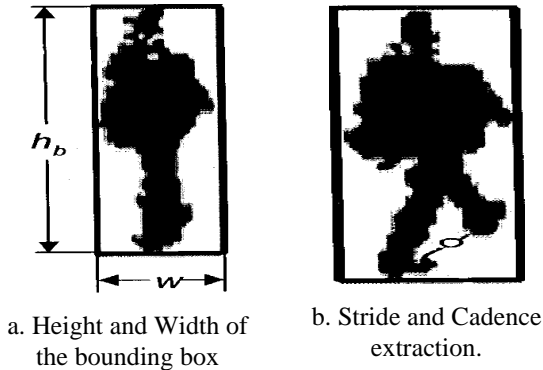 h_b
w
a. Height and Width of
the bounding box
b. Stride and Cadence
extraction.